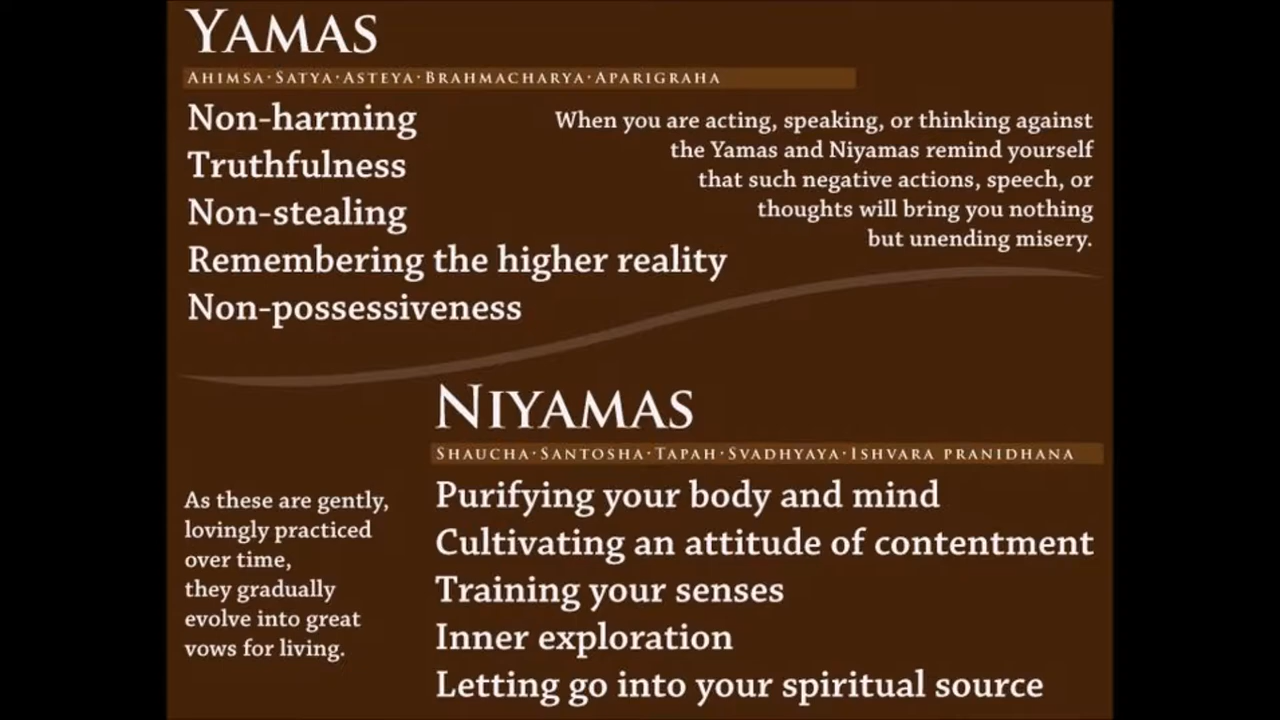 YAMAS
AHIMSA·SATYA·ASTEYA·BRAHMACHARYA·APARIGRAHA
Non-harming
Truthfulness
Non-stealing
Remembering the higher reality
Non-possessiveness
When you are acting, speaking, or thinking against
the Yamas and Niyamas remind yourself
that such negative actions, speech, or
thoughts will bring you nothing
but unending misery.
NIYAMAS
SHAUCHA·SANTOSHA·TAPAH·SVADHYAYA·ISHVARA PRANIDHANA
As these are gently,
lovingly practiced
over time,
they gradually
evolve into great
vows for living.
Purifying your body and mind
Cultivating an attitude of contentment
Training your senses
Inner exploration
Letting go into your spiritual source